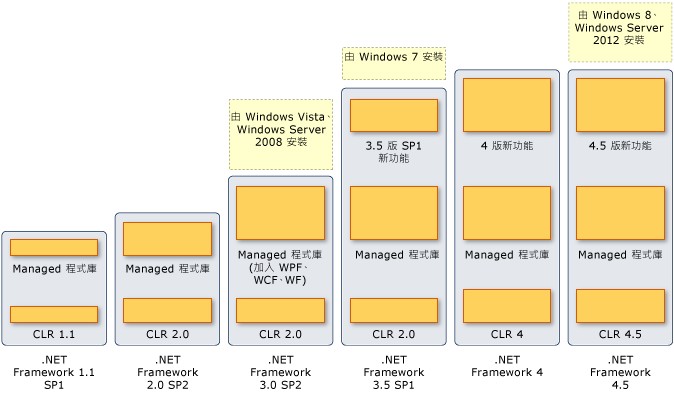 由 Windows 8、
Windows Server
2012 安裝
由 Windows 7 安裝
由 Windows Vista、
Windows Server
2008 安裝
3.5 版 SP1
新功能
4 版新功能
4.5 版新功能
Managed 程式庫
Managed 程式庫
Managed 程式庫
(加入 WPF、
WCF、WF)
Managed 程式庫
Managed 程式庫
Managed 程式庫
CLR 1.1
CLR 2.0
CLR 2.0
CLR 2.0
CLR 4
CLR 4.5
.NET
Framework 1.1
SP1
.NET
Framework
2.0 SP2
.NET
Framework
3.0 SP2
.NET
Framework
3.5 SP1
.NET
Framework 4
.NET
Framework
4.5